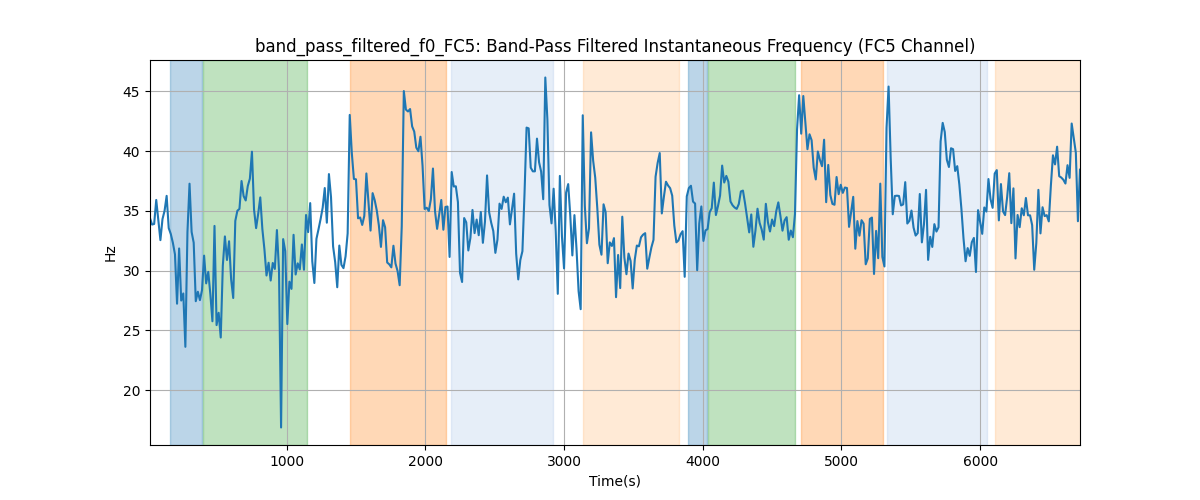 band_pass_filtered_f0_FC5: Band-Pass Filtered Instantaneous Frequency (FC5 Channel)
45
40
35
30
25
20
Hz
1000 2000 3000 4000 5000 6000
Time(s)